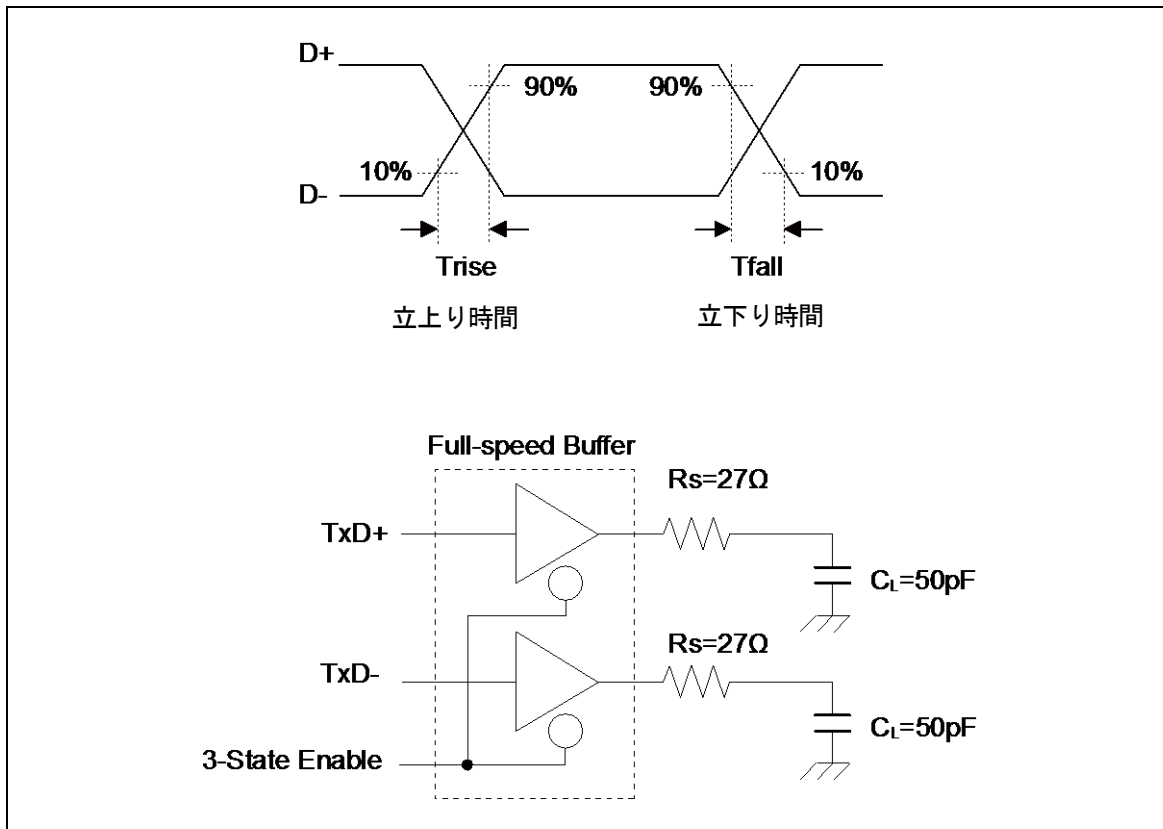 D+
90%
90%
10%
10%
D-
Trise
Tfall
立上り時間
立下り時間
Full-speed Buffer
Rs=27Ω
TxD+
CL=50pF
Rs=27Ω
TxD-
CL=50pF
3-State Enable